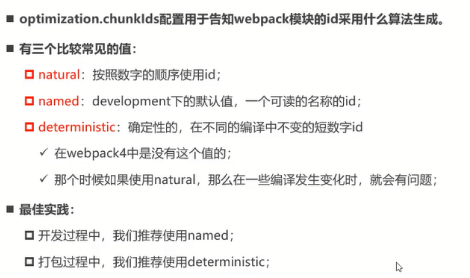 optimization.chunkIds配置用于告知webpack模块的id采用什么算法生成。
有三个比较常见的值：
natural：按照数字的顺序使用id；
named：development下的默认值，一个可读的名称的id；
deterministic：确定性的，在不同的编译中不变的短数字id
在webpack4中是没有这个值的；
那个时候如果使用natural，那么在一些编译发生变化时，就会有问题；
最佳实践：
开发过程中，我们推荐使用named；
打包过程中，我们推荐使用deterministic；